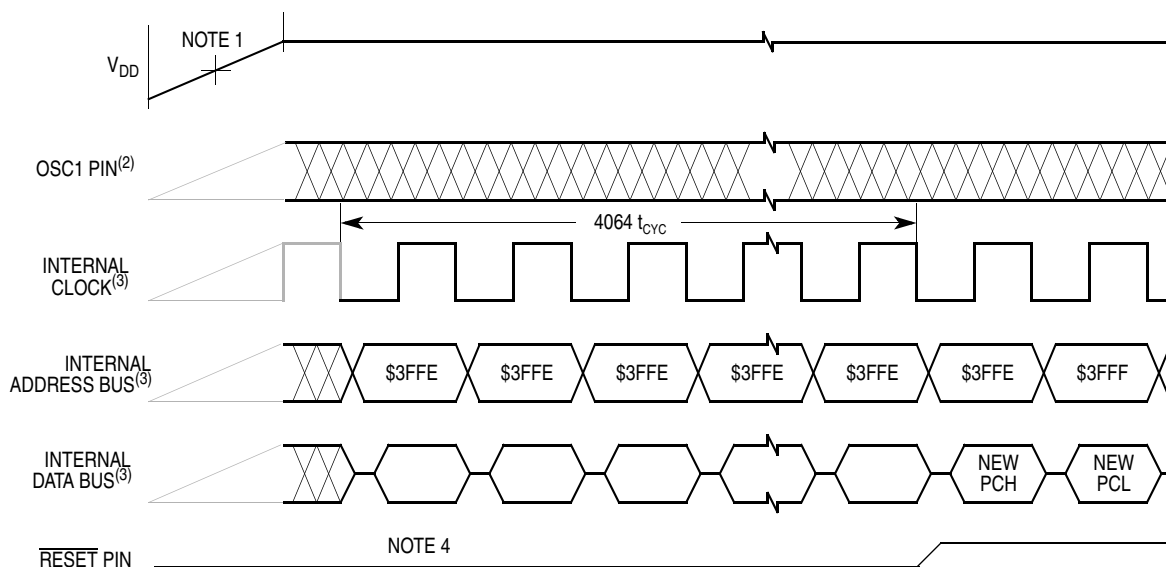 NOTE 1
VDD
OSC1 PIN(2)
4064 tCYC
INTERNAL
CLOCK(3)
INTERNAL
ADDRESS BUS(3)
$3FFE $3FFE $3FFE $3FFE $3FFE $3FFE $3FFF
INTERNAL
DATA BUS(3)
NEW
PCH
NEW
PCL
NOTE 4
RESET PIN